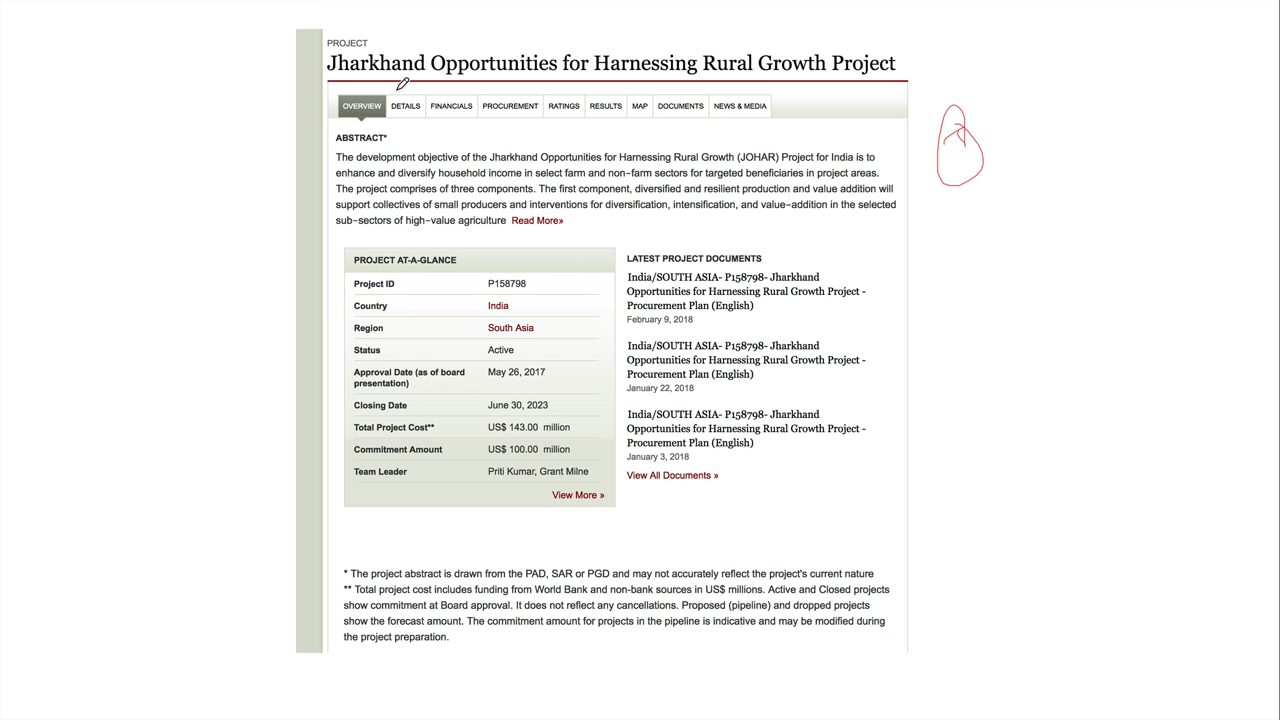 PROJECT
Jharkhand Opportunities for Harnessing Rural Growth Project
OVERVIEW DETAILS FINANCIALS PROCUREMENT RATINGS RESULTS MAP DOCUMENTS NEWS & MEDIA
ABSTRACT*
The development objective of the Jharkhand Opportunities for Harnessing Rural Growth (JOHAR) Project for India is to
enhance and diversify household income in select farm and non-farm sectors for targeted beneficiaries in project areas.
The project comprises of three components. The first component, diversified and resilient production and value addition will
support collectives of small producers and interventions for diversification, intensification, and value-addition in the selected
sub-sectors of high-value agriculture Read More»
PROJECT AT-A-GLANCE
Project ID P158798
Country India
Region South Asia
Status Active
Approval Date (as of board
presentation) May 26, 2017
Closing Date June 30, 2023
Total Project Cost** US$ 143.00 million
Commitment Amount US$ 100.00 million
Team Leader Priti Kumar, Grant Milne
View More »
LATEST PROJECT DOCUMENTS
India/SOUTH ASIA- P158798- Jharkhand
Opportunities for Harnessing Rural Growth Project -
Procurement Plan (English)
February 9, 2018
India/SOUTH ASIA- P158798- Jharkhand
Opportunities for Harnessing Rural Growth Project -
Procurement Plan (English)
January 22, 2018
India/SOUTH ASIA- P158798- Jharkhand
Opportunities for Harnessing Rural Growth Project -
Procurement Plan (English)
January 3, 2018
View All Documents »
* The project abstract is drawn from the PAD, SAR or PGD and may not accurately reflect the project's current nature
** Total project cost includes funding from World Bank and non-bank sources in US$ millions. Active and Closed projects
show commitment at Board approval. It does not reflect any cancellations. Proposed (pipeline) and dropped projects
show the forecast amount. The commitment amount for projects in the pipeline is indicative and may be modified during
the project preparation.